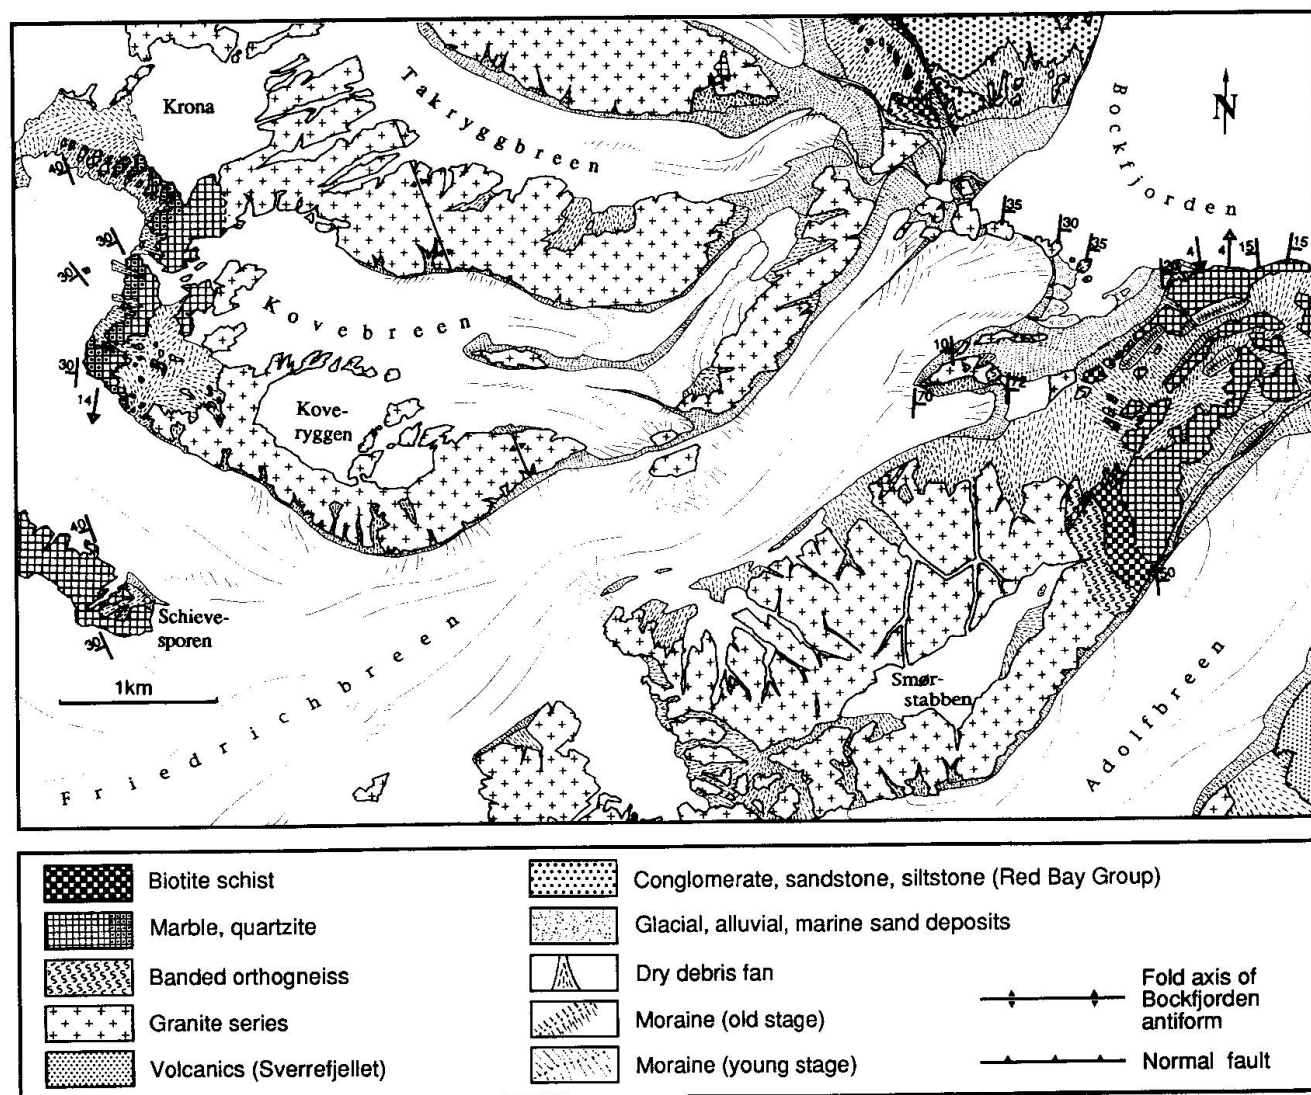 Krona
Takryggbreen
Bockfjorden
N
40
35
30
35
30
4
4
15
15
20
30
Kovebreen
30
14
10
70
72
Kove-
ryggen
40
50
Schieve-
sporen
30
1km
Friedrichbreen
Smør-
stabben
Adolfbreen
Biotite schist
Marble, quartzite
Banded orthogneiss
Granite series
Volcanics (Sverrefjellet)
Conglomerate, sandstone, siltstone (Red Bay Group)
Glacial, alluvial, marine sand deposits
Dry debris fan
Moraine (old stage)
Moraine (young stage)
Fold axis of
Bockfjorden
antiform
Normal fault